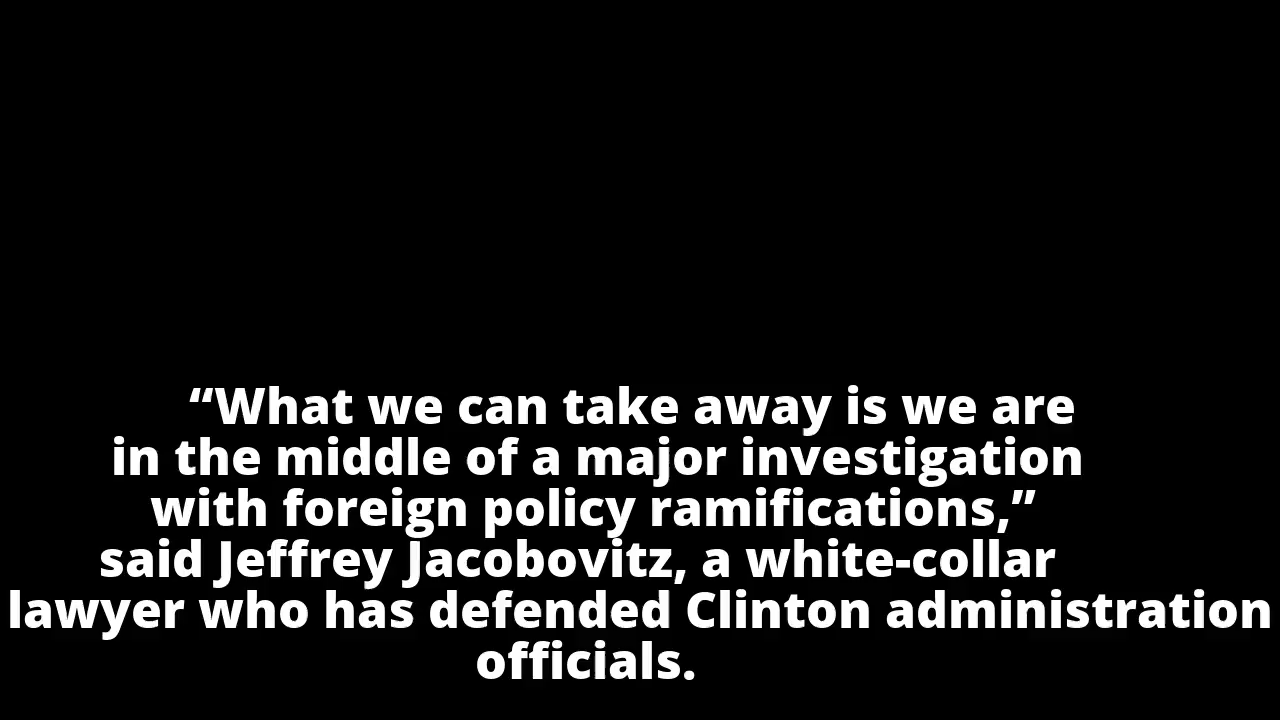 “What we can take away is we are
in the middle of a major investigation
with foreign policy ramifications,”
said Jeffrey Jacobovitz, a white-collar
lawyer who has defended Clinton administration
officials.